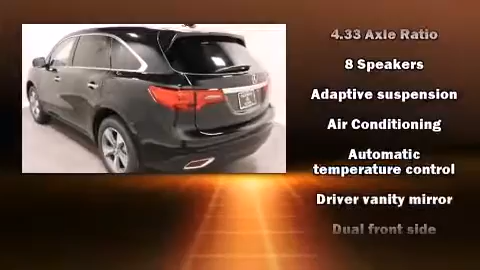 4.33 Axle Ratio
8 Speakers
Adaptive suspension
Air Conditioning
Automatic
temperature control
Driver vanity mirror
Dual front side